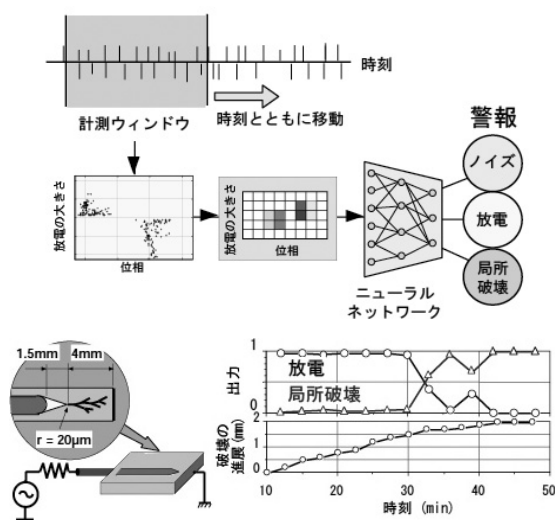 時刻
計測ウィンドウ
時刻とともに移動
警報
放電の大きさ
位相
放電の大きさ
位相
ニューラル
ネットワーク
ノイズ
放電
局所
破壊
1.5mm
4mm
r = 20μm
出力
1
0
放電
局所破壊
破壊の
進展(mm)
2
1
0
10
20
30
40
50
時刻 (min)